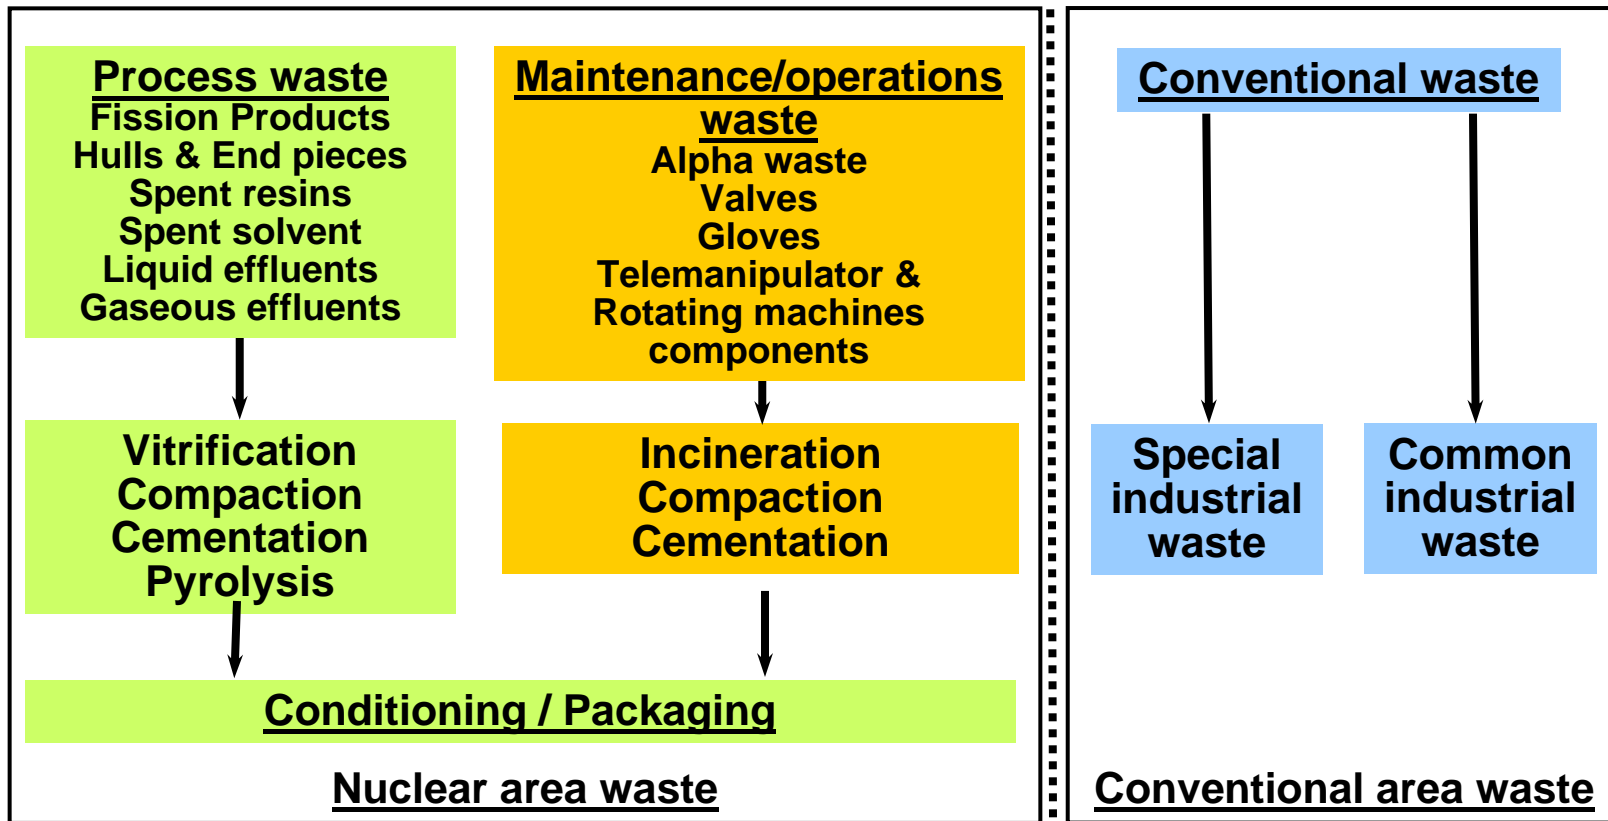 Process waste
Fission Products
Hulls & End pieces
Spent resins
Spent solvent
Liquid effluents
Gaseous effluents
Maintenance/operations
waste
Alpha waste
Valves
Gloves
Telemanipulator &
Rotating machines
components
Conventional waste
Vitrification
Compaction
Cementation
Pyrolysis
Incineration
Compaction
Cementation
Special
industrial
waste
Common
industrial
waste
Conditioning / Packaging
Nuclear area waste
Conventional area waste